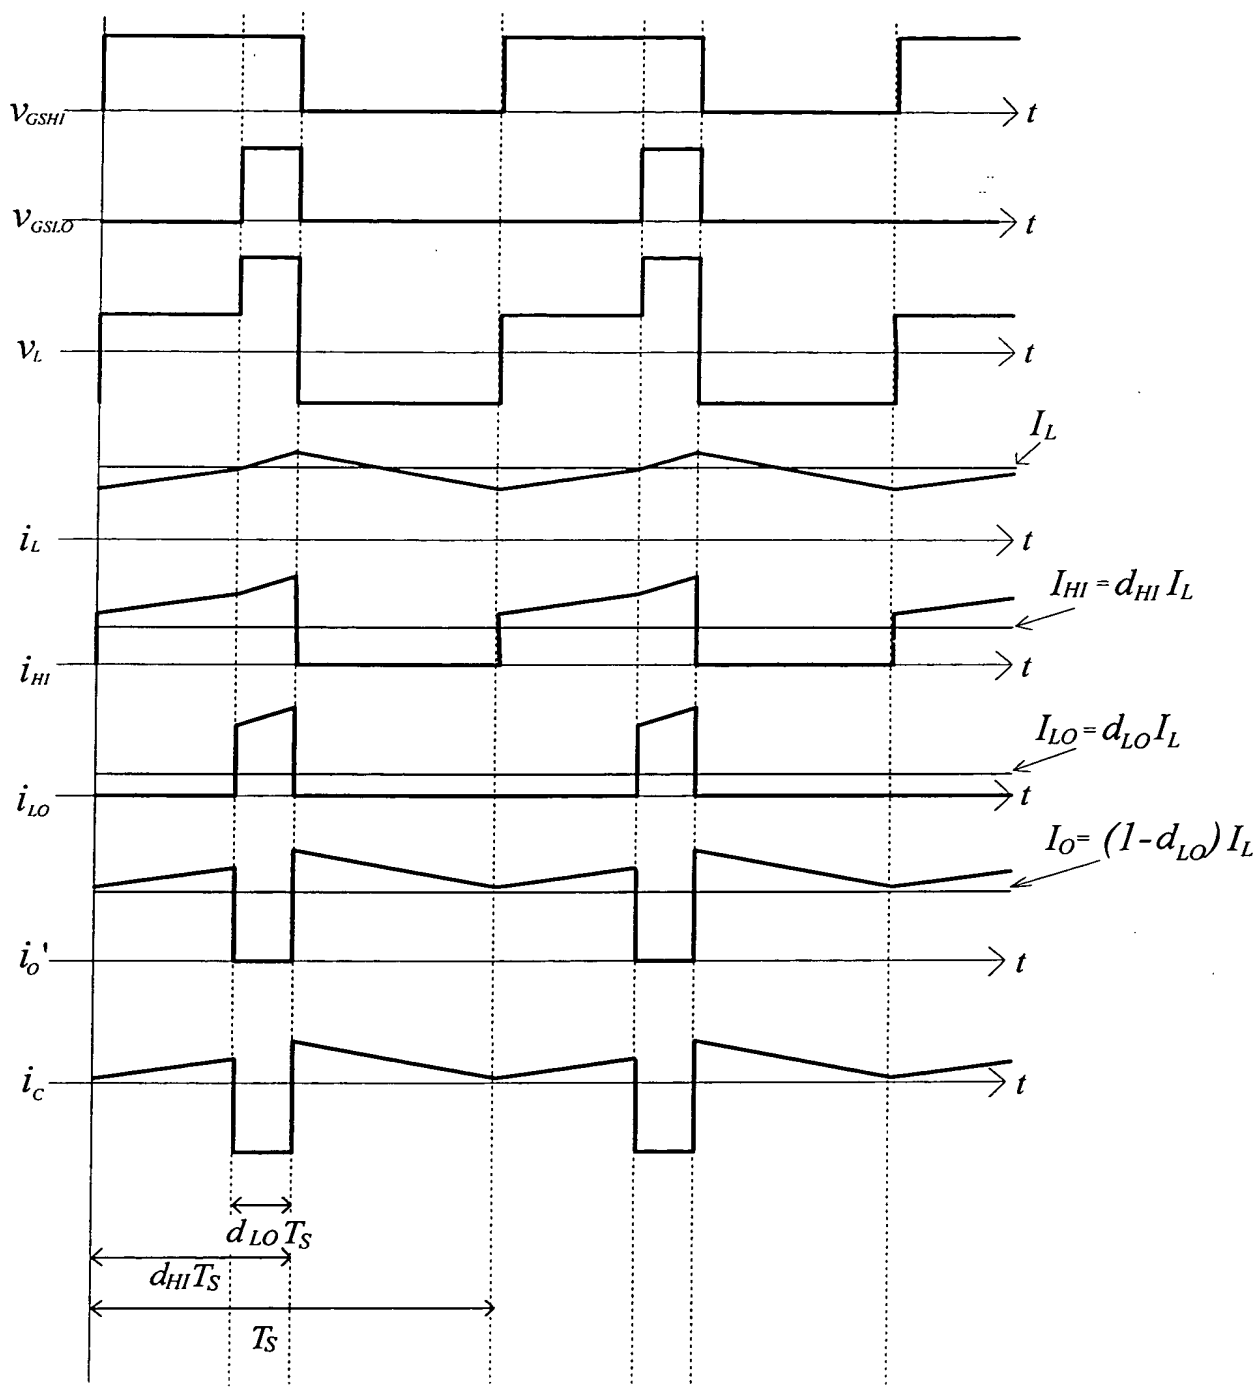 v_GSHI t
v_GSLO t
v_L t
I_L
i_L t
I_HI = d_HI I_L
i_HI t
I_LO = d_LO I_L
i_LO t
I_O = (1-d_LO) I_L
i_O' t
i_C t
d_LO T_S
d_HI T_S
T_S